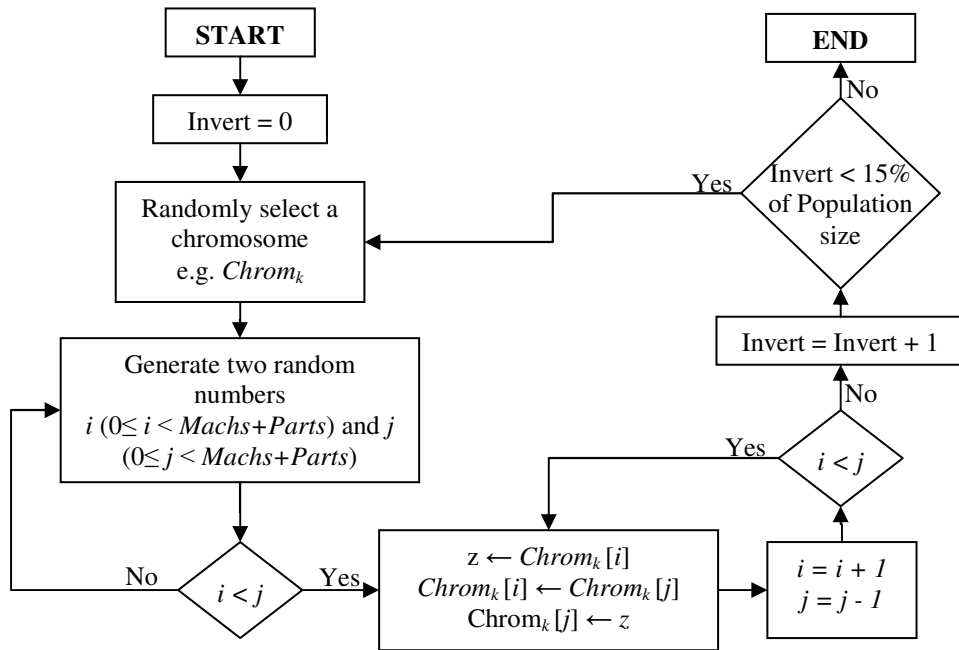 START
Invert = 0
Randomly select a
chromosome
e.g. Chromₖ
Generate two random
numbers
i (0≤ i < Machs+Parts) and j
(0≤ j < Machs+Parts)
i < j
No
Yes
z ← Chromₖ[i]
Chromₖ[i] ← Chromₖ[j]
Chromₖ[j] ← z
i = i + 1
j = j - 1
i < j
Yes
No
Invert = Invert + 1
Invert < 15%
of Population
size
Yes
No
END